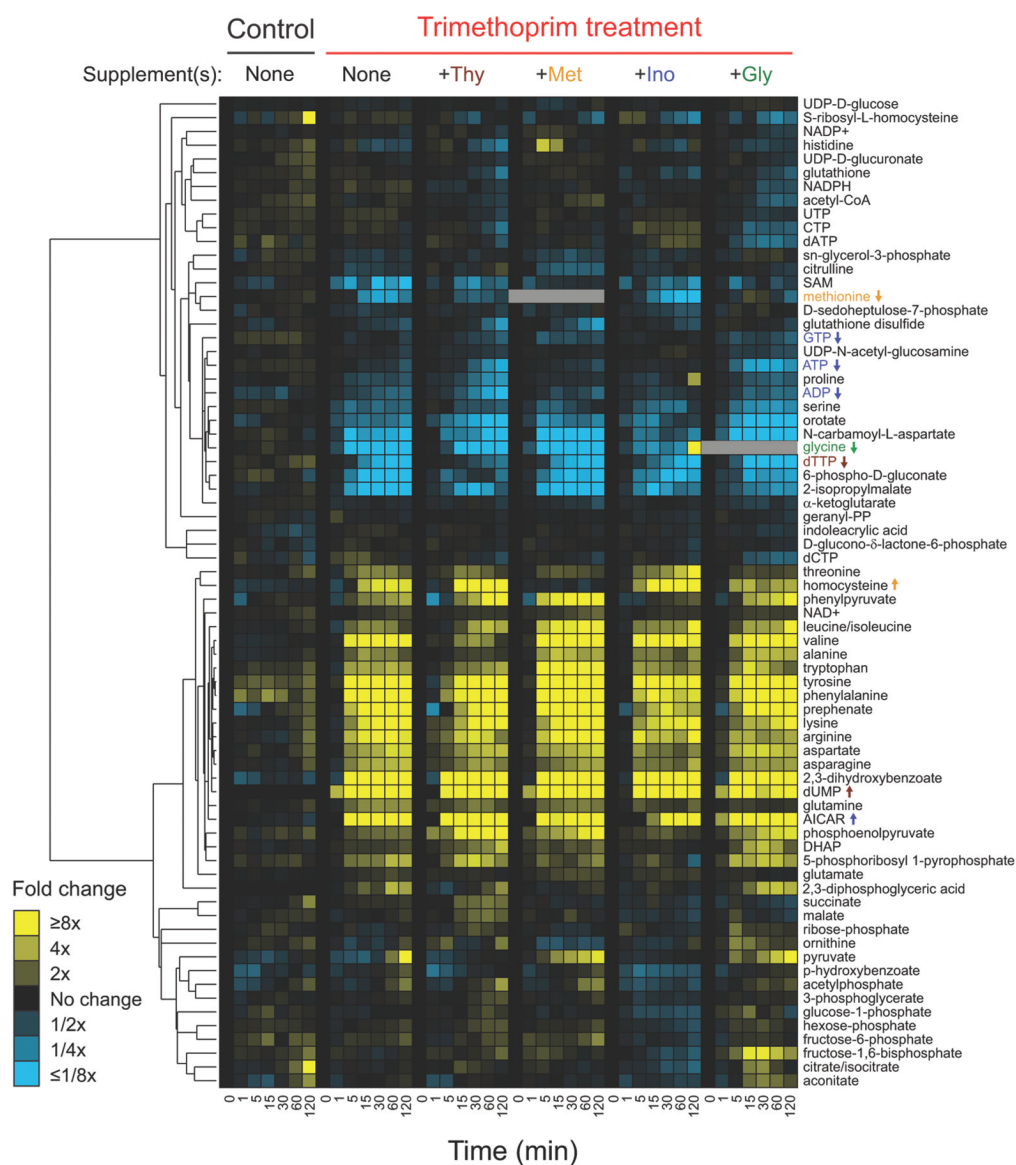 Control
Trimethoprim treatment
Supplement(s): None None +Thy +Met +Ino +Gly
UDP-D-glucose
S-ribosyl-L-homocysteine
NADP+
histidine
UDP-D-glucuronate
glutathione
NADPH
acetyl-CoA
UTP
CTP
dATP
sn-glycerol-3-phosphate
citrulline
SAM
methionine ↓
D-sedoheptulose-7-phosphate
glutathione disulfide
GTP ↓
UDP-N-acetyl-glucosamine
ATP ↓
proline
ADP ↓
serine
orotate
N-carbamoyl-L-aspartate
glycine ↓
dTTP ↓
6-phospho-D-gluconate
2-isopropylmalate
α-ketoglutarate
geranyl-PP
indoleacrylic acid
D-glucono-δ-lactone-6-phosphate
dCTP
threonine
homocysteine ↑
phenylpyruvate
NAD+
leucine/isoleucine
valine
alanine
tryptophan
tyrosine
phenylalanine
prephenate
lysine
arginine
aspartate
asparagine
2,3-dihydroxybenzoate
dUMP ↑
glutamine
AICAR ↑
phosphoenolpyruvate
DHAP
5-phosphoribosyl 1-pyrophosphate
glutamate
2,3-diphosphoglyceric acid
succinate
malate
ribose-phosphate
ornithine
pyruvate
p-hydroxybenzoate
acetylphosphate
3-phosphoglycerate
glucose-1-phosphate
hexose-phosphate
fructose-6-phosphate
fructose-1,6-bisphosphate
citrate/isocitrate
aconitate
Fold change
≥8x
4x
2x
No change
1/2x
1/4x
≤1/8x
0 1 5 15 30 60 120 0 1 5 15 30 60 120 0 1 5 15 30 60 120 0 1 5 15 30 60 120 0 1 5 15 30 60 120 0 1 5 15 30 60 120
Time (min)